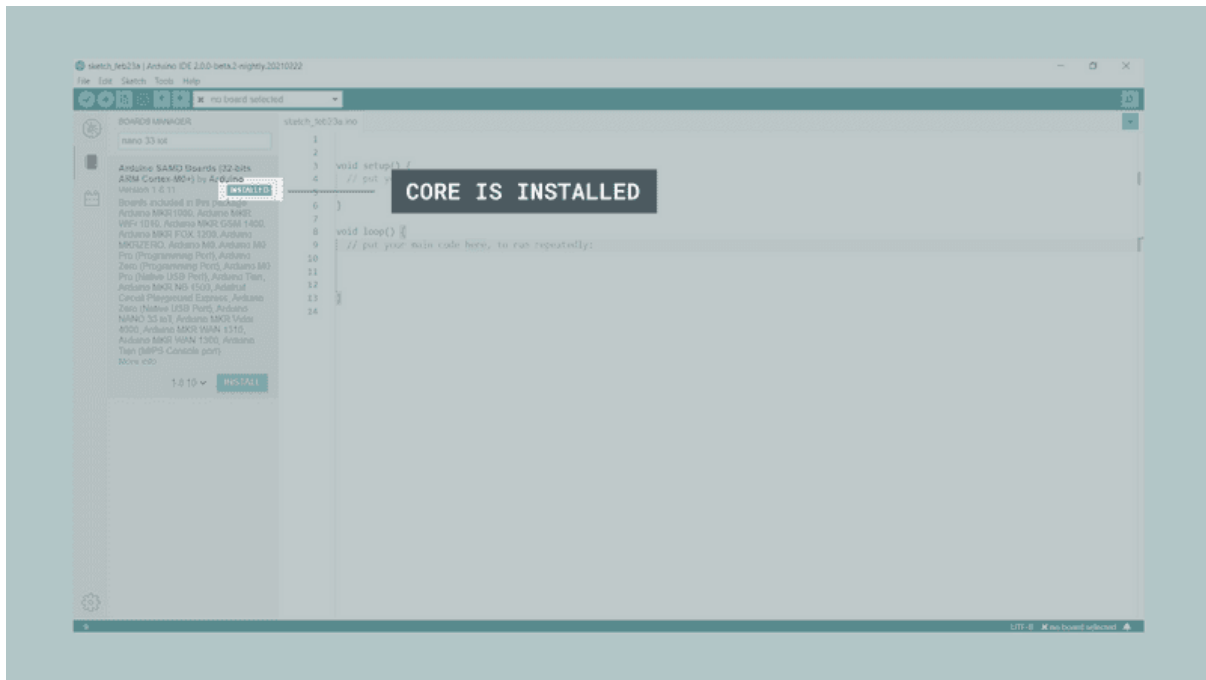 sketch_feb23a | Arduino IDE 2.0.0-beta.2-nightly.20210222
File Edit Sketch Tools Help
no board selected
BOARDS MANAGER
sketch_feb23a.ino
nano 33 iot
Arduino SAMD Boards (32-bits
ARM Cortex-M0+) by Arduino
Version 1.8.11
INSTALLED
Boards included in this package
Arduino MKR1000, Arduino MKR
WiFi 1010, Arduino MKR GSM 1400,
Arduino MKR FOX 1200, Arduino
MKRZERO, Arduino M0, Arduino M0
Pro (Programming Port), Arduino
Zero (Programming Port), Arduino M0
Pro (Native USB Port), Arduino Tian,
Arduino MKR NB 1500, Adafruit
Circuit Playground Express, Arduino
Zero (Native USB Port), Arduino
NANO 33 IoT, Arduino MKR Vidor
4000, Arduino MKR WAN 1310,
Arduino MKR WAN 1300, Arduino
Tian (MIPS Console port)
More info
1.8.10
INSTALL
1
2
3 void setup() {
4 // put
5
6 }
7
8 void loop() {
9 // put your main code here, to run repeatedly:
10
11
12
13 }
14
CORE IS INSTALLED
UTF-8 no board selected